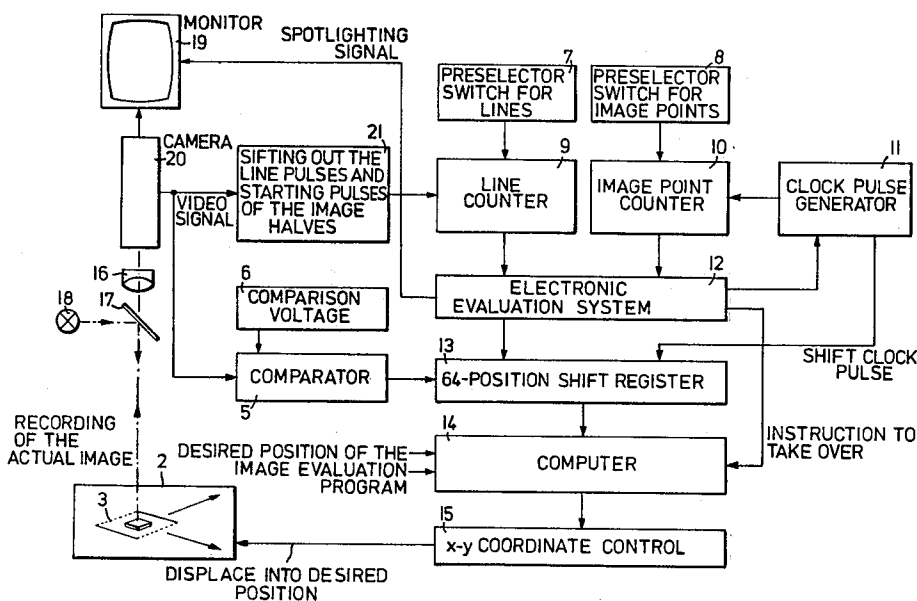 MONITOR
19
SPOTLIGHTING
SIGNAL
7
PRESELECTOR
SWITCH FOR
LINES
8
PRESELECTOR
SWITCH FOR
IMAGE POINTS
CAMERA
20
VIDEO
SIGNAL
21
SIFTING OUT THE
LINE PULSES AND
STARTING PULSES
OF THE IMAGE
HALVES
9
LINE
COUNTER
10
IMAGE POINT
COUNTER
11
CLOCK PULSE
GENERATOR
16
17
18
6
COMPARISON
VOLTAGE
12
ELECTRONIC
EVALUATION SYSTEM
COMPARATOR
5
13
64-POSITION SHIFT REGISTER
SHIFT CLOCK
PULSE
RECORDING
OF THE
ACTUAL IMAGE
DESIRED POSITION OF THE
IMAGE EVALUATION
PROGRAM
14
COMPUTER
INSTRUCTION TO
TAKE OVER
2
3
15
x-y COORDINATE CONTROL
DISPLACE INTO DESIRED
POSITION